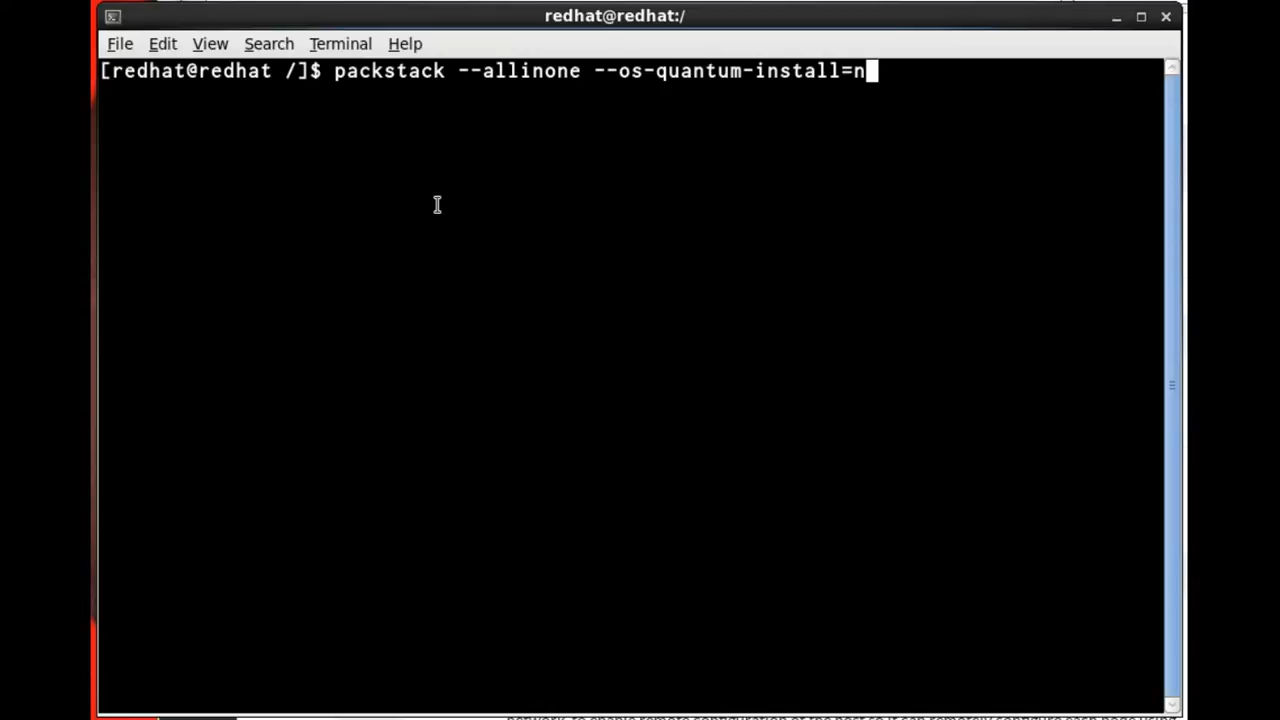 redhat@redhat:/
File Edit View Search Terminal Help
[redhat@redhat /]$ packstack --allinone --os-quantum-install=n